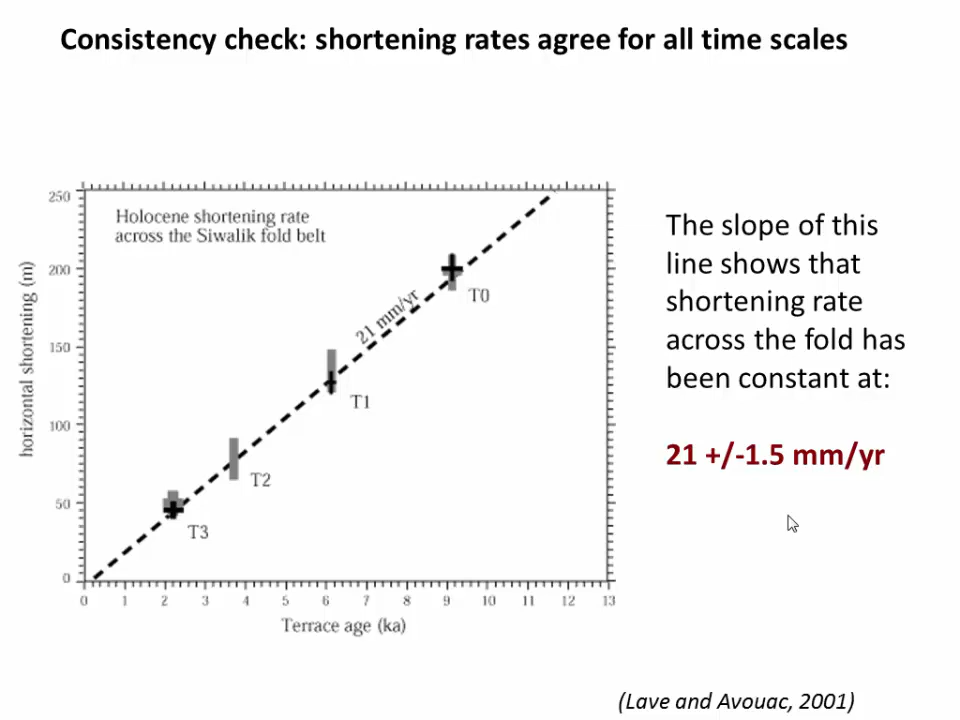 Consistency check: shortening rates agree for all time scales
Holocene shortening rate
across the Siwalik fold belt
250
200
150
100
50
0
horizontal shortening (m)
21 mm/yr
T0
T1
T2
T3
0 1 2 3 4 5 6 7 8 9 10 11 12 13
Terrace age (ka)
The slope of this
line shows that
shortening rate
across the fold has
been constant at:
21 +/-1.5 mm/yr
(Lave and Avouac, 2001)